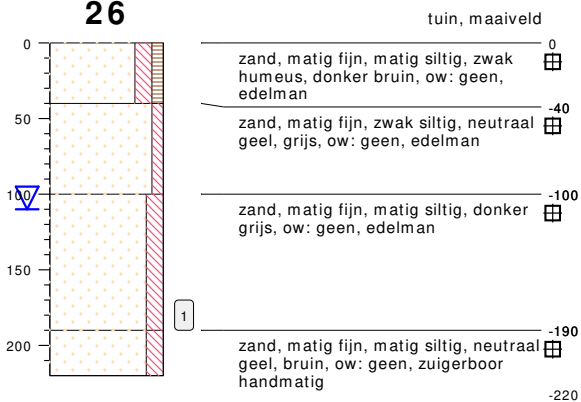 26
tuin, maaiveld
0
0
zand, matig fijn, matig siltig, zwak
humeus, donker bruin, ow: geen,
edelman
-40
50
zand, matig fijn, zwak siltig, neutraal
geel, grijs, ow: geen, edelman
100
-100
zand, matig fijn, matig siltig, donker
grijs, ow: geen, edelman
150
1
-190
200
zand, matig fijn, matig siltig, neutraal
geel, bruin, ow: geen, zuigerboor
handmatig
-220